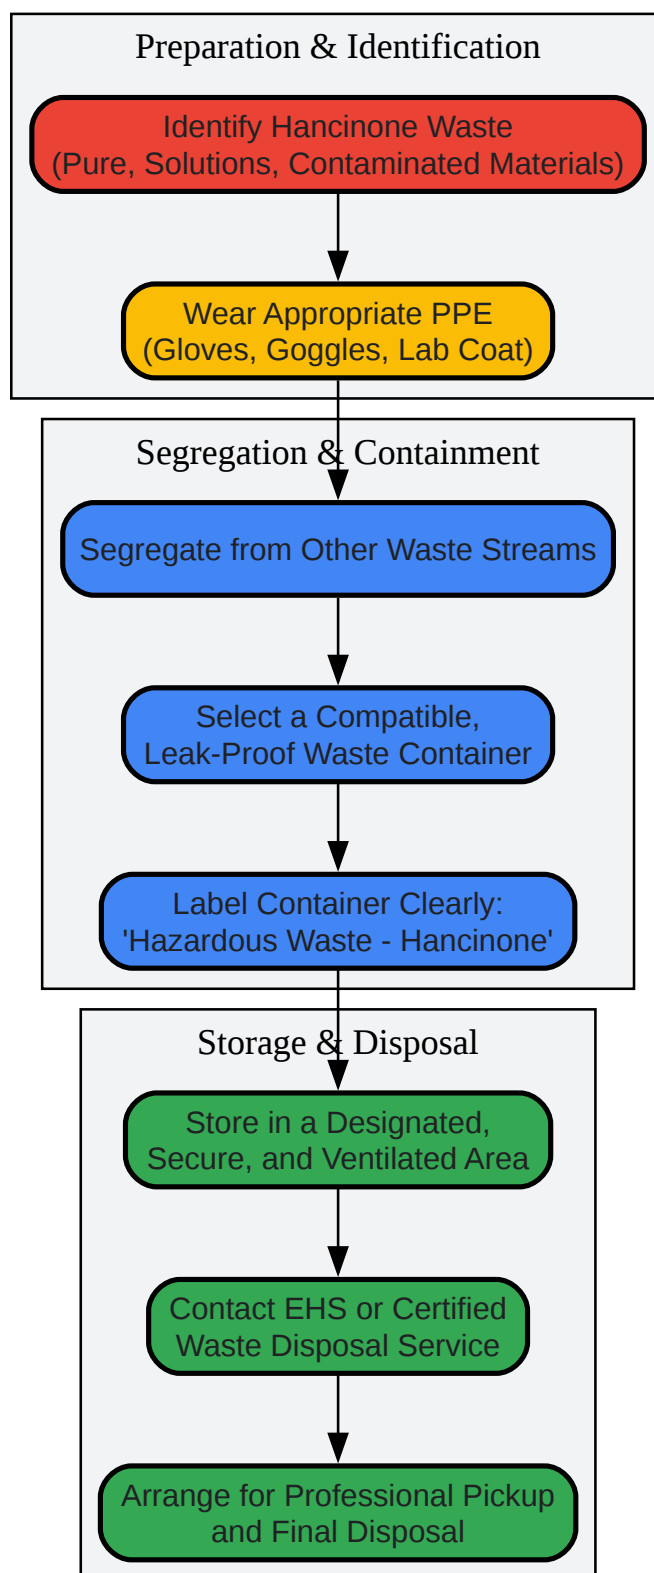 Preparation & Identification
Identify Hancinone Waste
(Pure, Solutions, Contaminated Materials)
Wear Appropriate PPE
(Gloves, Goggles, Lab Coat)
Segregation & Containment
Segregate from Other Waste Streams
Select a Compatible,
Leak-Proof Waste Container
Label Container Clearly:
'Hazardous Waste - Hancinone'
Storage & Disposal
Store in a Designated,
Secure, and Ventilated Area
Contact EHS or Certified
Waste Disposal Service
Arrange for Professional Pickup
and Final Disposal